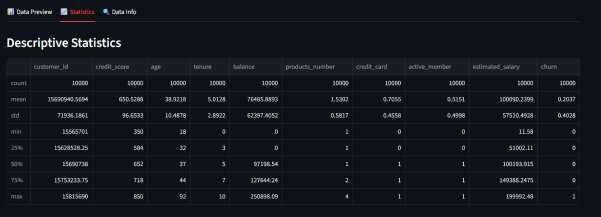 Data Preview Statistics Data Info
Descriptive Statistics
customer_id credit_score age tenure balance products_number credit_card active_member estimated_salary churn
count 10000 10000 10000 10000 10000 10000 10000 10000 10000 10000
mean 15690940.5694 650.5288 38.9218 5.0128 76485.8893 1.5302 0.7055 0.5151 100090.2399 0.2037
std 71936.1861 96.6533 10.4878 2.8922 62397.4052 0.5817 0.4558 0.4998 57510.4928 0.4028
min 15565701 350 18 0 0 1 0 0 11.58 0
25% 15628528.25 584 32 3 0 1 0 0 51002.11 0
50% 15690738 652 37 5 97198.54 1 1 1 100193.915 0
75% 15753233.75 718 44 7 127644.24 2 1 1 149388.2475 0
max 15815690 850 92 10 250898.09 4 1 1 199992.48 1